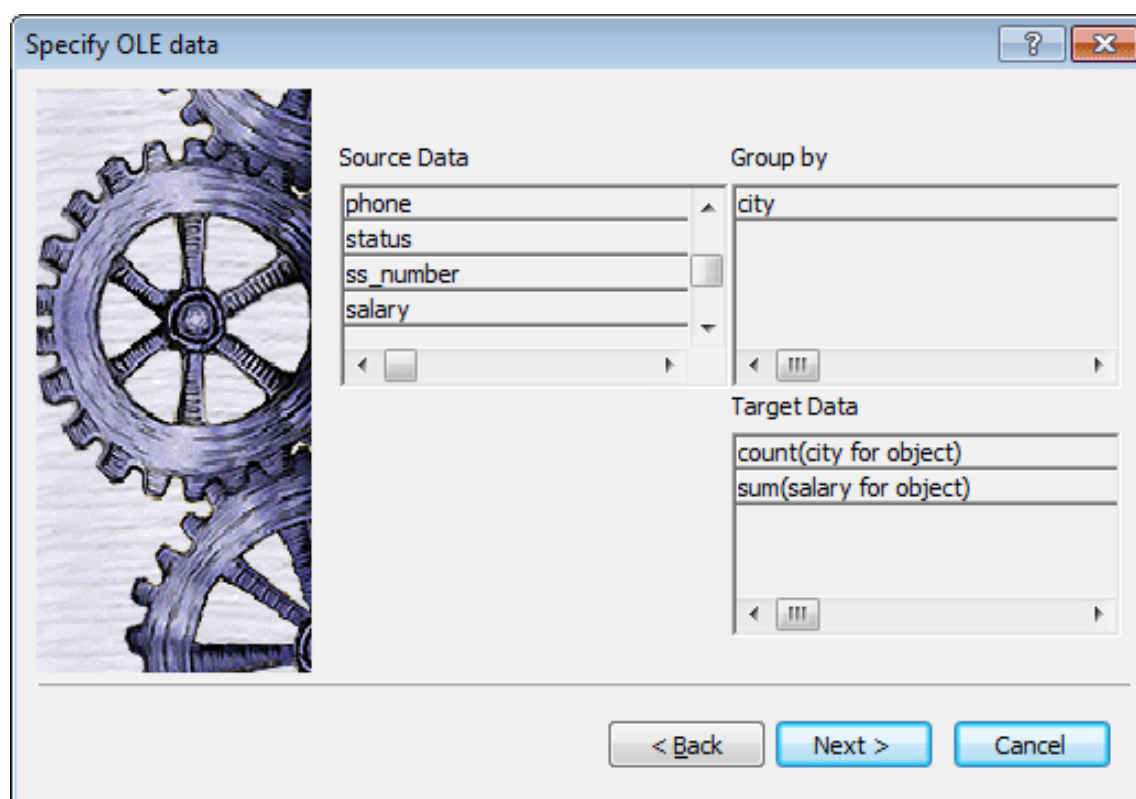 Specify OLE data
Source Data
phone
status
ss_number
salary
Group by
city
Target Data
count(city for object)
sum(salary for object)
< Back
Next >
Cancel